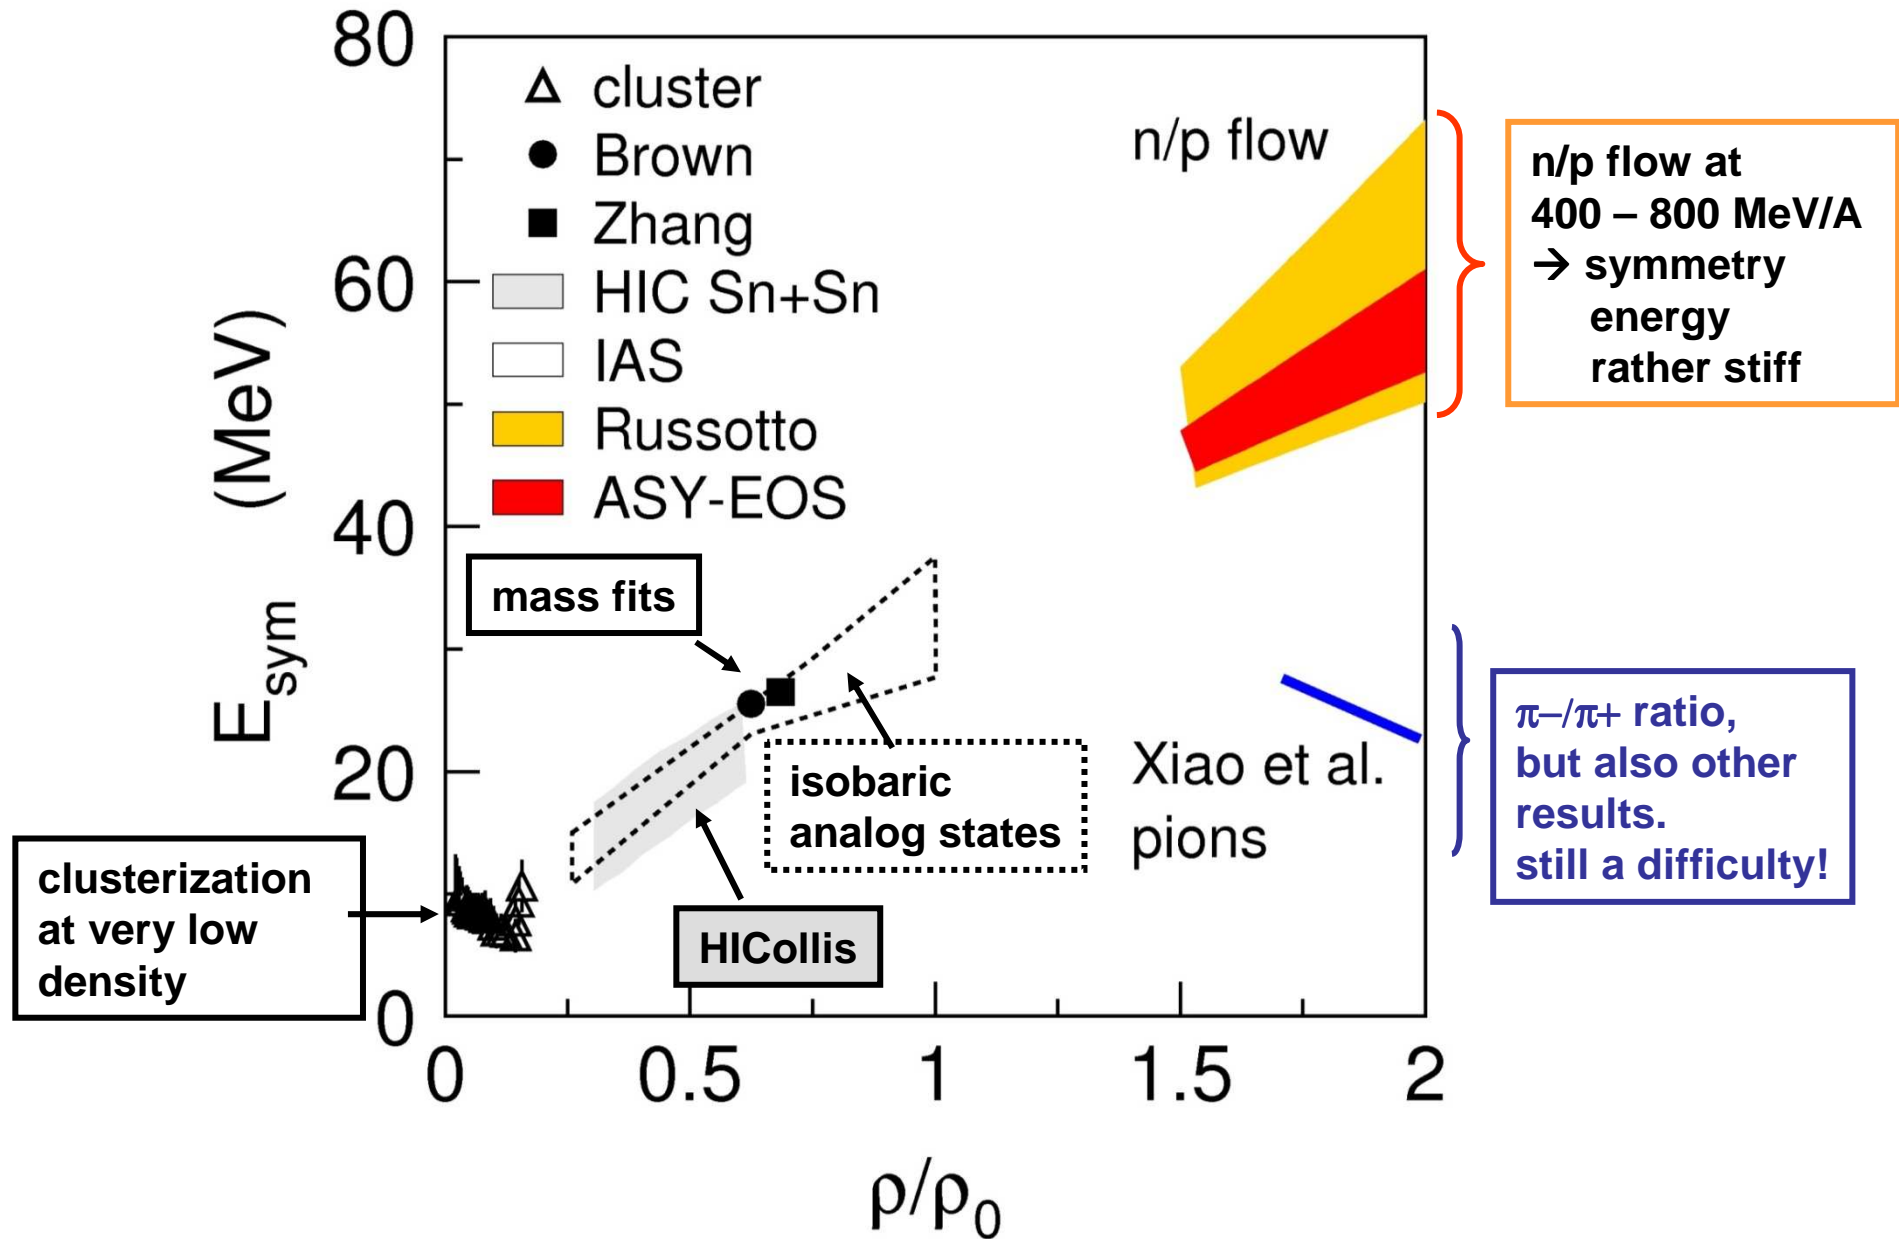 80
60
40
20
0
E_sym (MeV)
△ cluster
● Brown
■ Zhang
HIC Sn+Sn
IAS
Russotto
ASY-EOS
n/p flow
n/p flow at
400 – 800 MeV/A
→ symmetry
energy
rather stiff
mass fits
isobaric
analog states
HICollis
clusterization
at very low
density
Xiao et al.
pions
π−/π+ ratio,
but also other
results.
still a difficulty!
0 0.5 1 1.5 2
ρ/ρ₀